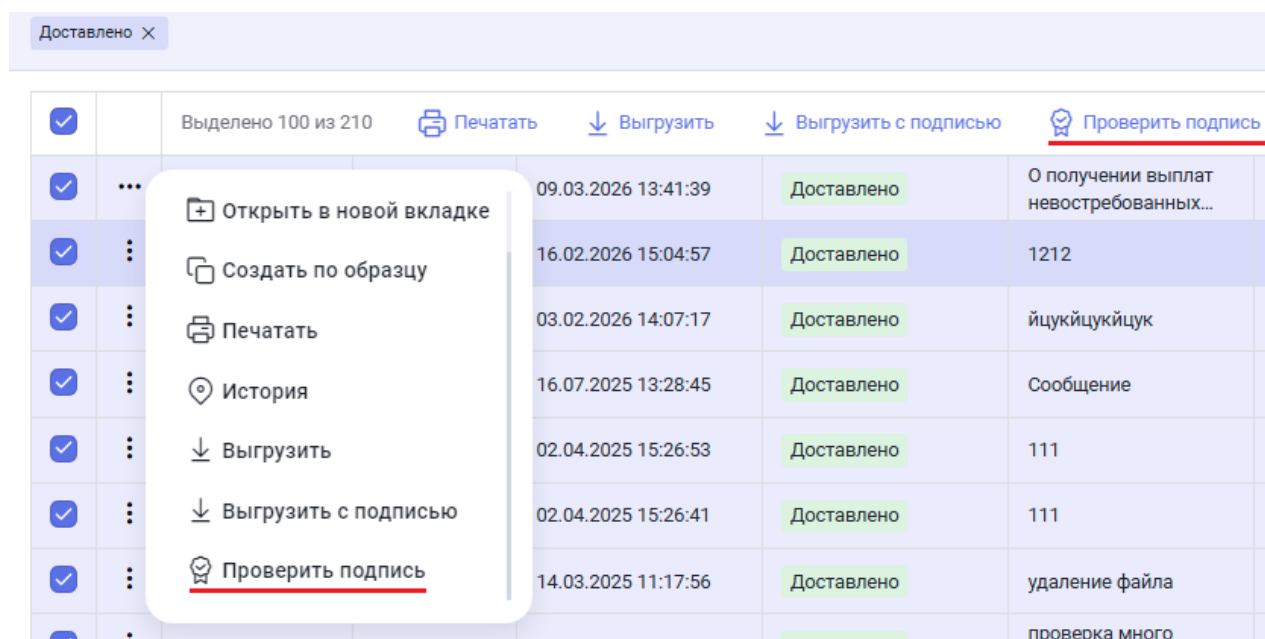 Доставлено
Выделено 100 из 210 Печатать Выгрузить Выгрузить с подписью Проверить подпись
Открыть в новой вкладке
Создать по образцу
Печатать
История
Выгрузить
Выгрузить с подписью
Проверить подпись
09.03.2026 13:41:39 Доставлено О получении выплат
невостребованных...
16.02.2026 15:04:57 Доставлено 1212
03.02.2026 14:07:17 Доставлено йцукйцукйцук
16.07.2025 13:28:45 Доставлено Сообщение
02.04.2025 15:26:53 Доставлено 111
02.04.2025 15:26:41 Доставлено 111
14.03.2025 11:17:56 Доставлено удаление файла
проверка много